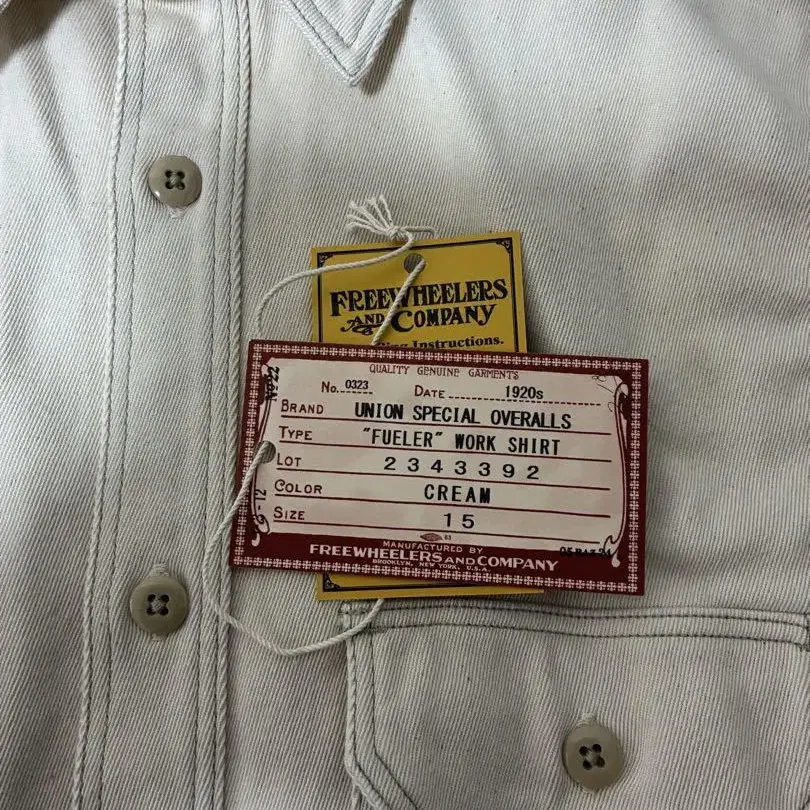 FREEWHEELERS
AND COMPANY
Instructions.
QUALITY GENUINE GARMENTS
No. 0323 DATE 1920s
BRAND UNION SPECIAL OVERALLS
TYPE "FUELER" WORK SHIRT
LOT 2343392
COLOR CREAM
SIZE 15
MANUFACTURED BY
FREEWHEELERS AND COMPANY
BROOKLYN, NEW YORK, U.S.A.